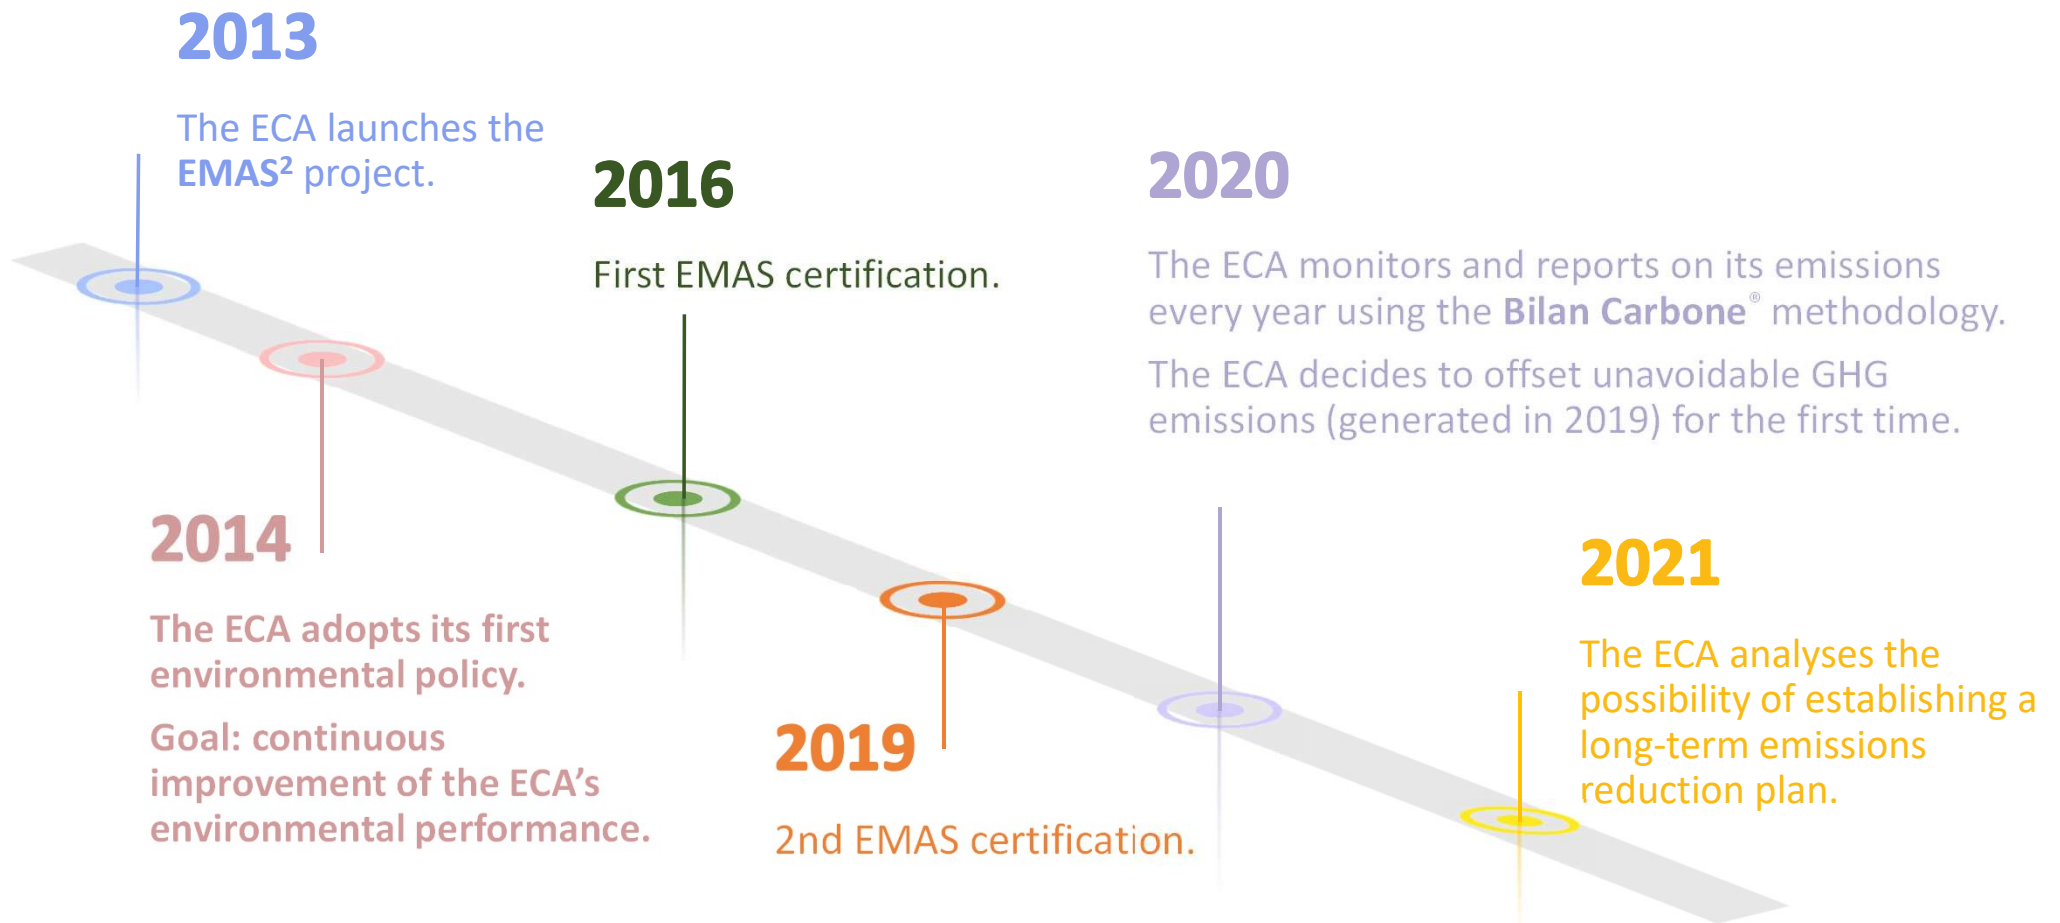 2013
The ECA launches the
EMAS² project.
2014
The ECA adopts its first
environmental policy.
Goal: continuous
improvement of the ECA’s
environmental performance.
2016
First EMAS certification.
2019
2nd EMAS certification.
2020
The ECA monitors and reports on its emissions
every year using the Bilan Carbone® methodology.
The ECA decides to offset unavoidable GHG
emissions (generated in 2019) for the first time.
2021
The ECA analyses the
possibility of establishing a
long-term emissions
reduction plan.